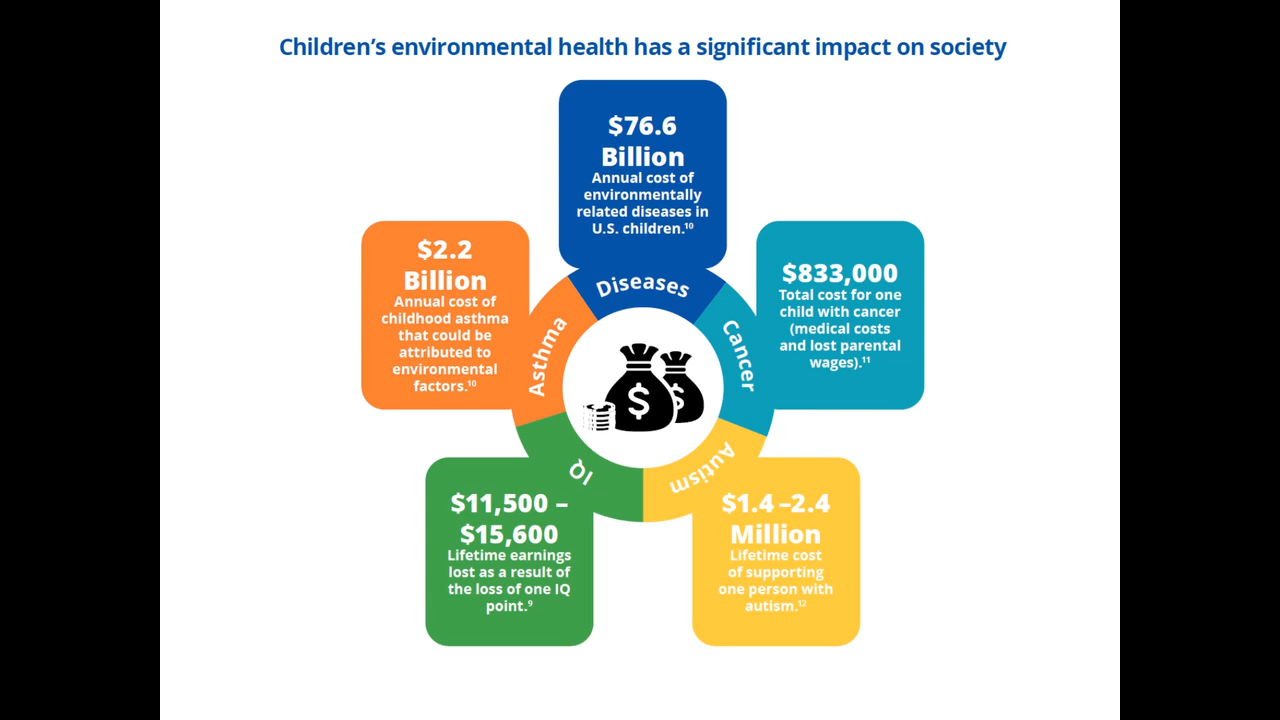 Children's environmental health has a significant impact on society
$76.6
Billion
Annual cost of
environmentally
related diseases in
U.S. children.¹⁰
$2.2
Billion
Annual cost of
childhood asthma
that could be
attributed to
environmental
factors.¹⁰
$833,000
Total cost for one
child with cancer
(medical costs
and lost parental
wages).¹¹
Diseases
Asthma
Cancer
IQ
Autism
$
$
$11,500 –
$15,600
Lifetime earnings
lost as a result of
the loss of one IQ
point.⁹
$1.4 –2.4
Million
Lifetime cost
of supporting
one person with
autism.¹²